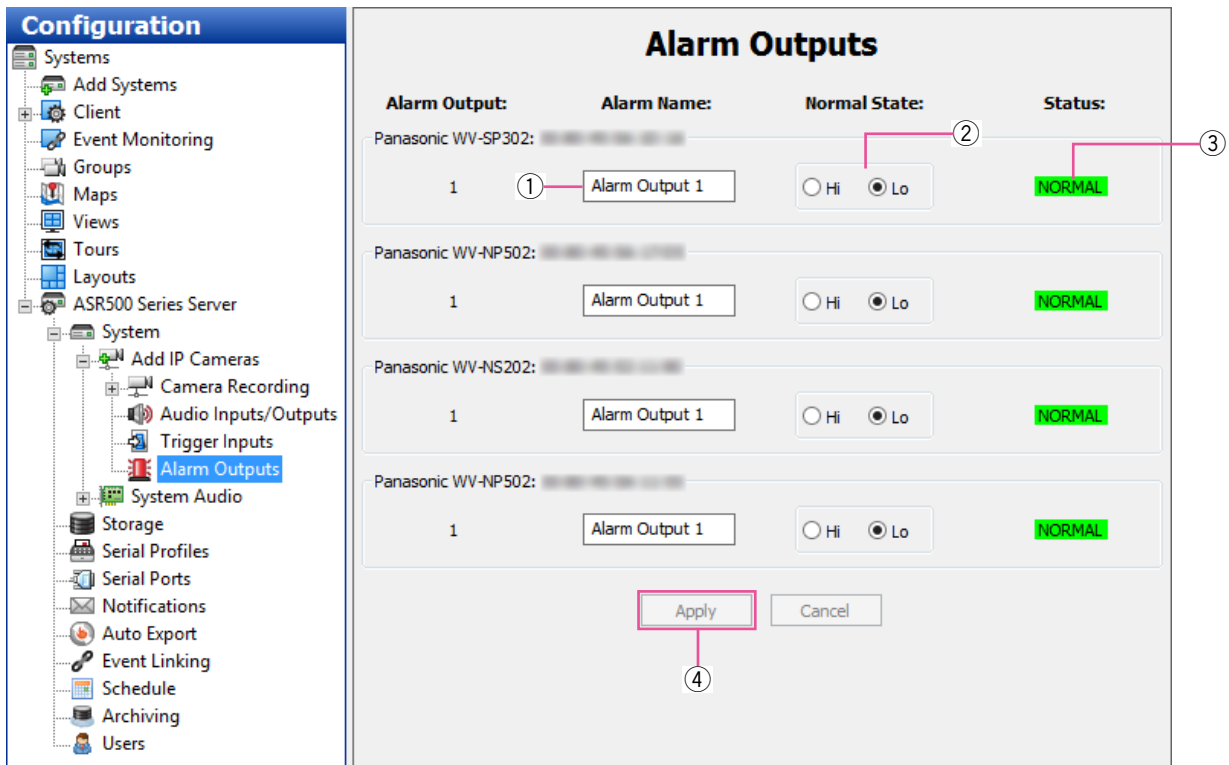 Configuration
Systems
Add Systems
Client
Event Monitoring
Groups
Maps
Views
Tours
Layouts
ASR500 Series Server
System
Add IP Cameras
Camera Recording
Audio Inputs/Outputs
Trigger Inputs
Alarm Outputs
System Audio
Storage
Serial Profiles
Serial Ports
Notifications
Auto Export
Event Linking
Schedule
Archiving
Users
Alarm Outputs
Alarm Output: Alarm Name: Normal State: Status:
② ③
Panasonic WV-SP302:
1 ① Alarm Output 1 Hi Lo NORMAL
Panasonic WV-NP502:
1 Alarm Output 1 Hi Lo NORMAL
Panasonic WV-NS202:
1 Alarm Output 1 Hi Lo NORMAL
Panasonic WV-NP502:
1 Alarm Output 1 Hi Lo NORMAL
Apply Cancel
④